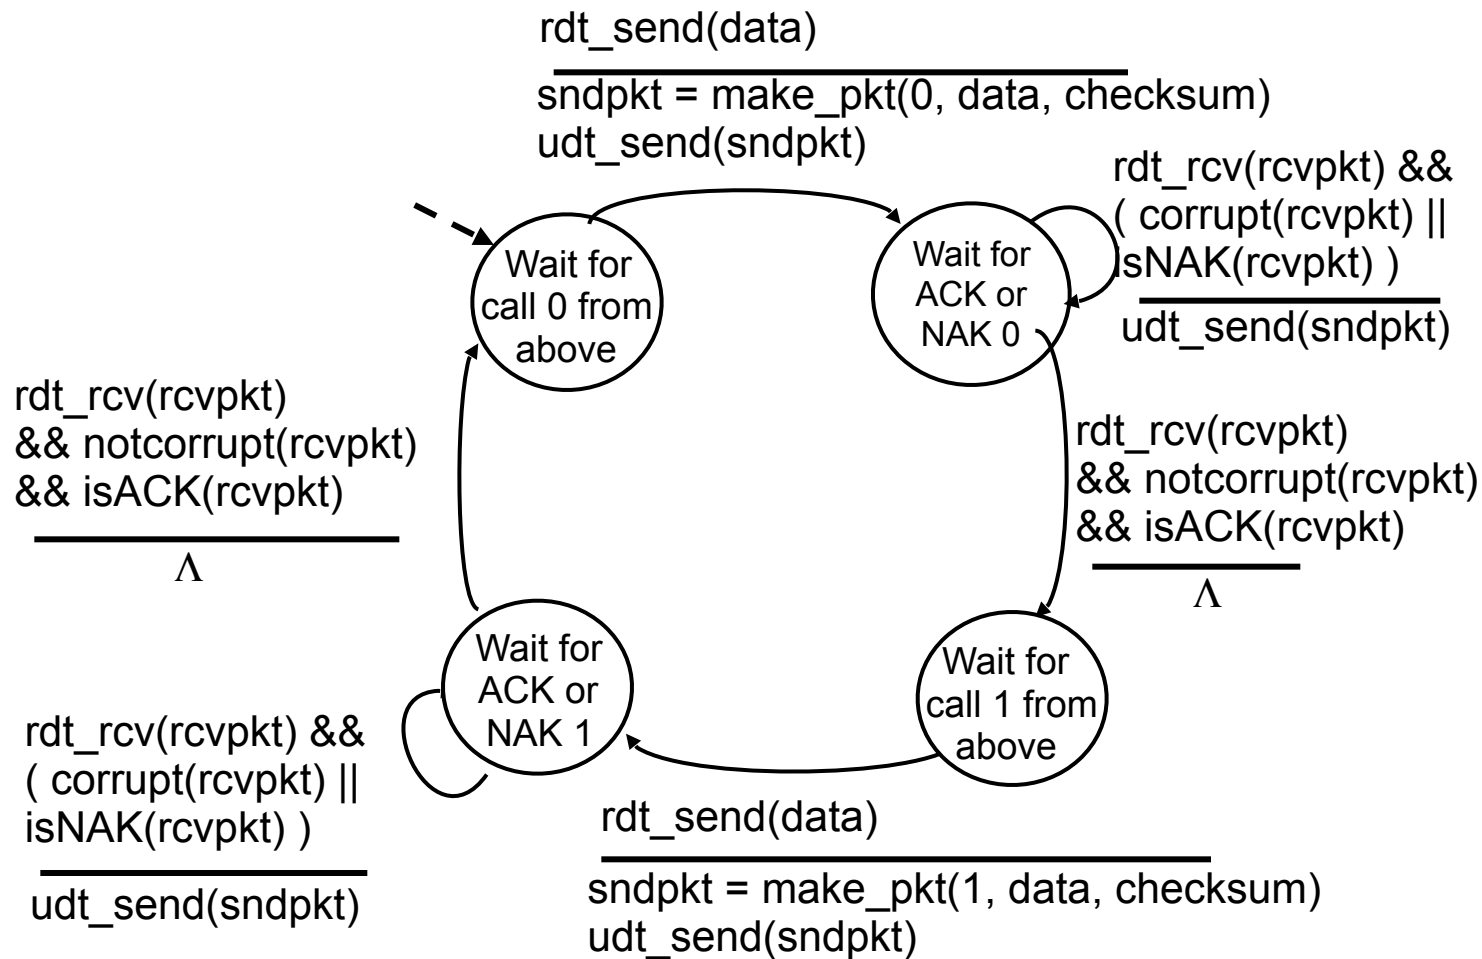 rdt_send(data)
sndpkt = make_pkt(0, data, checksum)
udt_send(sndpkt)
rdt_rcv(rcvpkt) &&
( corrupt(rcvpkt) ||
isNAK(rcvpkt) )
udt_send(sndpkt)
Wait for
call 0 from
above
Wait for
ACK or
NAK 0
rdt_rcv(rcvpkt)
&& notcorrupt(rcvpkt)
&& isACK(rcvpkt)
Λ
rdt_rcv(rcvpkt)
&& notcorrupt(rcvpkt)
&& isACK(rcvpkt)
Λ
Wait for
ACK or
NAK 1
Wait for
call 1 from
above
rdt_rcv(rcvpkt) &&
( corrupt(rcvpkt) ||
isNAK(rcvpkt) )
udt_send(sndpkt)
rdt_send(data)
sndpkt = make_pkt(1, data, checksum)
udt_send(sndpkt)